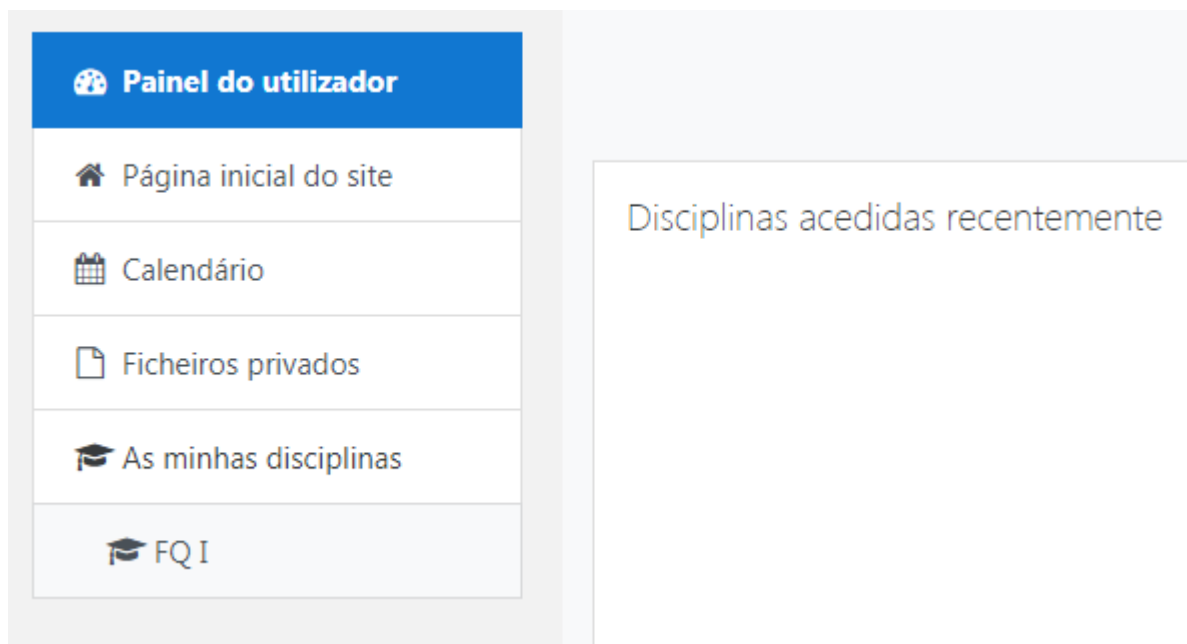 Painel do utilizador
Página inicial do site
Calendário
Ficheiros privados
As minhas disciplinas
FQ I
Disciplinas acedidas recentemente